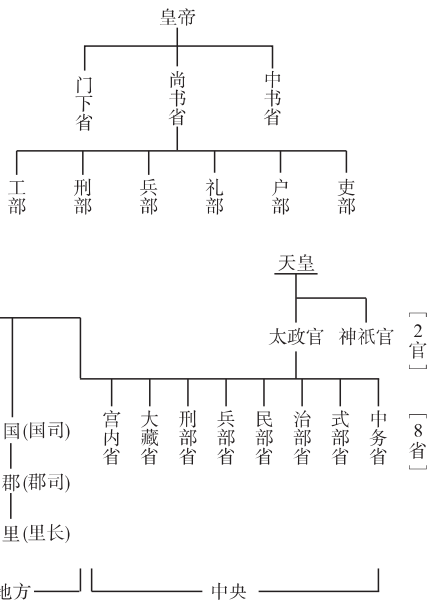 皇帝
门下省
尚书省
中书省
工部
刑部
兵部
礼部
户部
吏部
天皇
太政官
神祇官
[2官]
宫内省
大藏省
刑部省
兵部省
民部省
治部省
式部省
中务省
[8省]
国(国司)
郡(郡司)
里(里长)
地方
中央